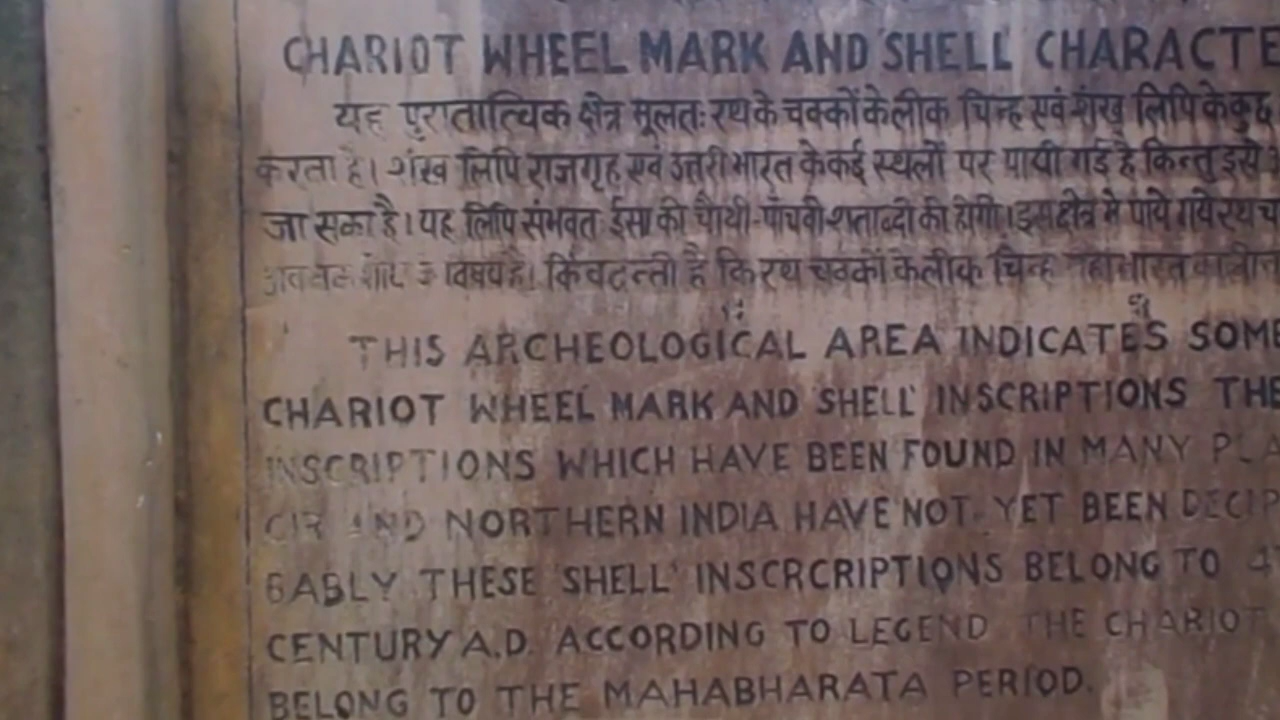 CHARIOT WHEEL MARK AND 'SHELL' CHARACTE
यह पुरातात्विक क्षेत्र मूलतः रथ के चक्कों के लीक चिन्ह एवं शंख लिपि के कुछ
करता है। शंख लिपि राजगृह एवं उत्तरी भारत के कई स्थलों पर पायी गई है किन्तु इसे
जा सका है। यह लिपि संभवत ईसा की चौथी-पाँचवी शताब्दी की होगी। इस क्षेत्र मे पाये गये रथ च
विषय है। किंवदन्ती है कि रथ चक्कों के लीक चिन्ह महाभारत कालीन
THIS ARCHEOLOGICAL AREA INDICATES SOME
CHARIOT WHEEL MARK AND 'SHELL' INSCRIPTIONS THE
INSCRIPTIONS WHICH HAVE BEEN FOUND IN MANY PLA
CIR AND NORTHERN INDIA HAVE NOT YET BEEN DECIP
BABLY THESE 'SHELL' INSCRCRIPTIONS BELONG TO 4
CENTURY A.D. ACCORDING TO LEGEND THE CHARIOT
BELONG TO THE MAHABHARATA PERIOD.